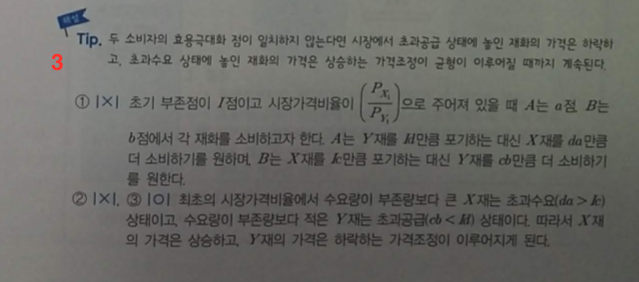 해설
Tip. 두 소비자의 효용극대화 점이 일치하지 않는다면 시장에서 초과공급 상태에 놓인 재화의 가격은 하락하
고, 초과수요 상태에 놓인 재화의 가격은 상승하는 가격조정이 균형이 이루어질 때까지 계속된다.
3
① |×| 초기 부존점이 I점이고 시장가격비율이 (P_{X_1}/P_{Y_1})으로 주어져 있을 때 A는 a점, B는
b점에서 각 재화를 소비하고자 한다. A는 Y재를 Id만큼 포기하는 대신 X재를 da만큼
더 소비하기를 원하며, B는 X재를 Ic만큼 포기하는 대신 Y재를 cb만큼 더 소비하기
를 원한다.
② |×|, ③ |○| 최초의 시장가격비율에서 수요량이 부존량보다 큰 X재는 초과수요(da > Ic)
상태이고, 수요량이 부존량보다 적은 Y재는 초과공급(cb < Id) 상태이다. 따라서 X재
의 가격은 상승하고, Y재의 가격은 하락하는 가격조정이 이루어지게 된다.